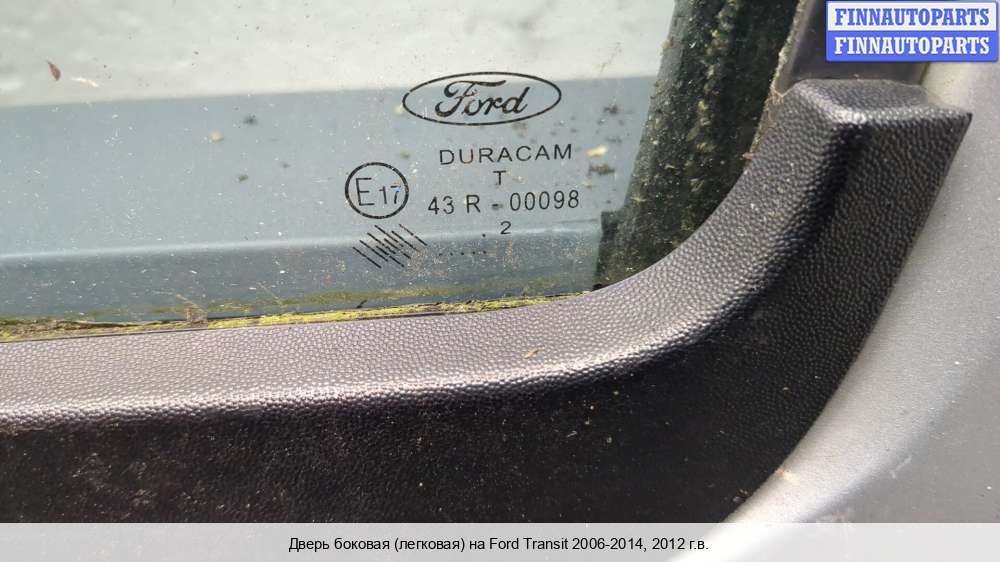 FINNAUTOPARTS
FINNAUTOPARTS
Ford
DURACAM
T
E17
43 R - 00098
. 2
.....
Дверь боковая (легковая) на Ford Transit 2006-2014, 2012 г.в.